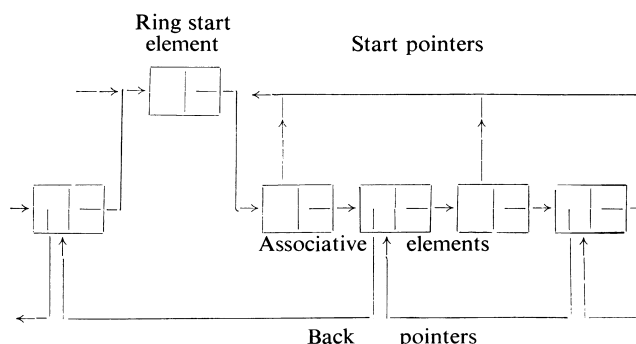 Ring start
element
Start pointers
Associative elements
Back pointers